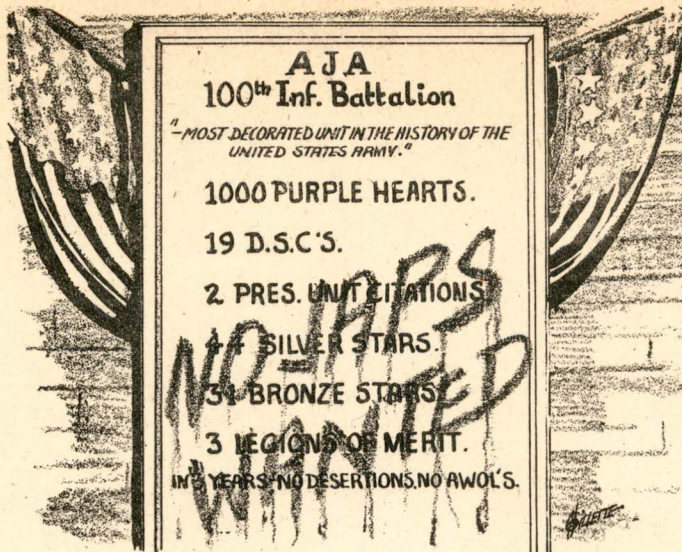 AJA
100th Inf. Battalion
"-MOST DECORATED UNIT IN THE HISTORY OF THE
UNITED STATES ARMY."
1000 PURPLE HEARTS.
19 D.S.C'S.
2 PRES. UNIT CITATIONS
44 SILVER STARS.
31 BRONZE STARS.
3 LEGIONS OF MERIT.
IN 3 YEARS-NO DESERTIONS, NO AWOL'S.
NO JAPS
WANTED
GILLETTE